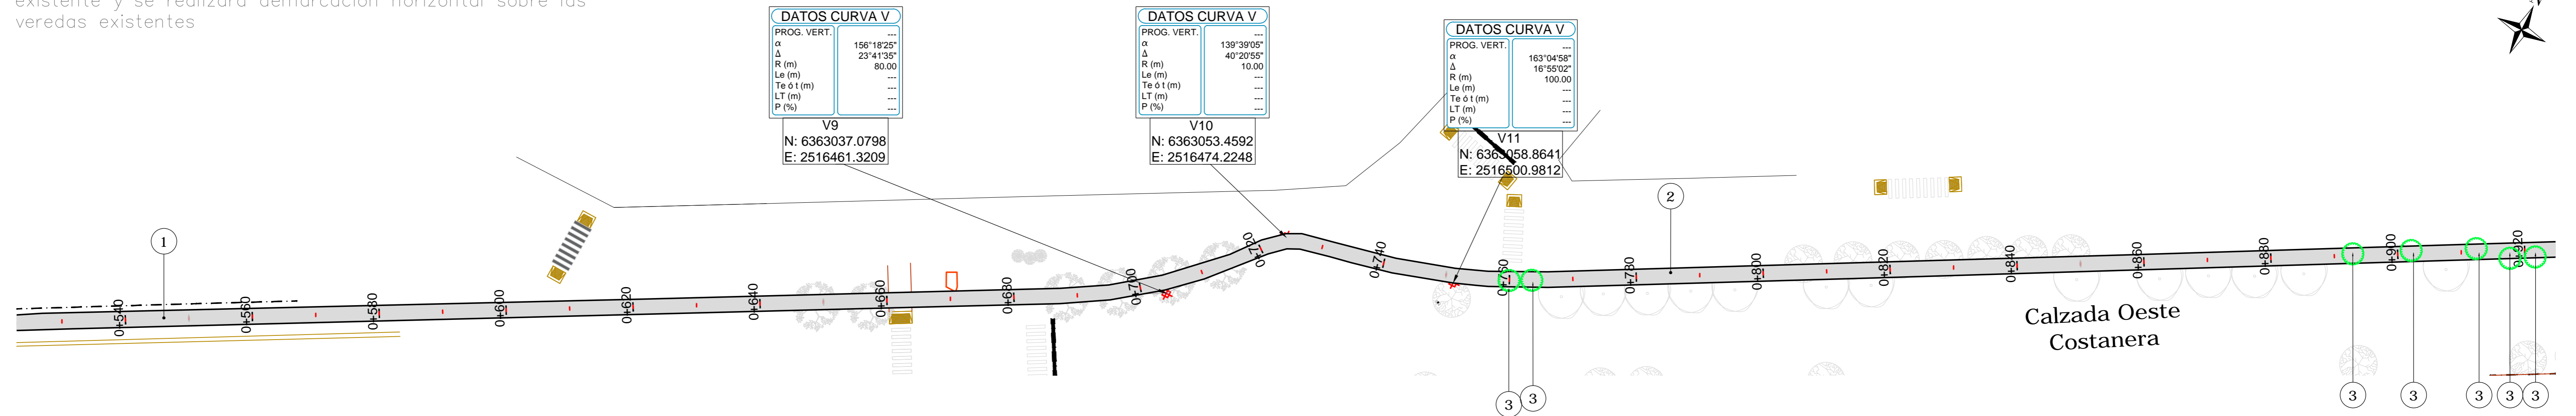 existente y se realizará demarcación horizontal sobre las
veredas existentes
DATOS CURVA V
PROG. VERT. ---
α 156°18'25"
Δ 23°41'35"
R (m) 80.00
Le (m) ---
Te ó t (m) ---
LT (m) ---
P (%) ---
V9
N: 6363037.0798
E: 2516461.3209
DATOS CURVA V
PROG. VERT. ---
α 139°39'05"
Δ 40°20'55"
R (m) 10.00
Le (m) ---
Te ó t (m) ---
LT (m) ---
P (%) ---
V10
N: 6363053.4592
E: 2516474.2248
DATOS CURVA V
PROG. VERT. ---
α 163°04'58"
Δ 16°55'02"
R (m) 100.00
Le (m) ---
Te ó t (m) ---
LT (m) ---
P (%) ---
V11
N: 6363058.8641
E: 2516500.9812
1
2
0+540
0+560
0+580
0+600
0+620
0+640
0+660
0+680
0+700
0+720
0+740
0+760
0+780
0+800
0+820
0+840
0+860
0+880
0+900
0+920
Calzada Oeste
Costanera
3
3
3
3
3
3
3